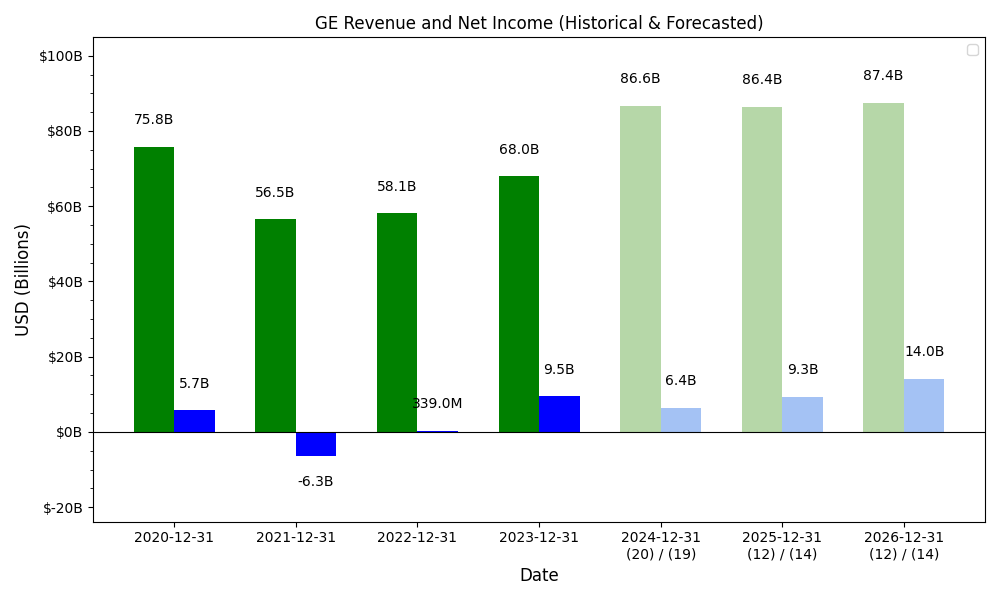 GE Revenue and Net Income (Historical & Forecasted)
$100B
$80B
$60B
$40B
$20B
$0B
$-20B
USD (Billions)
75.8B
5.7B
56.5B
-6.3B
58.1B
339.0M
68.0B
9.5B
86.6B
6.4B
86.4B
9.3B
87.4B
14.0B
2020-12-31
2021-12-31
2022-12-31
2023-12-31
2024-12-31
(20) / (19)
2025-12-31
(12) / (14)
2026-12-31
(12) / (14)
Date